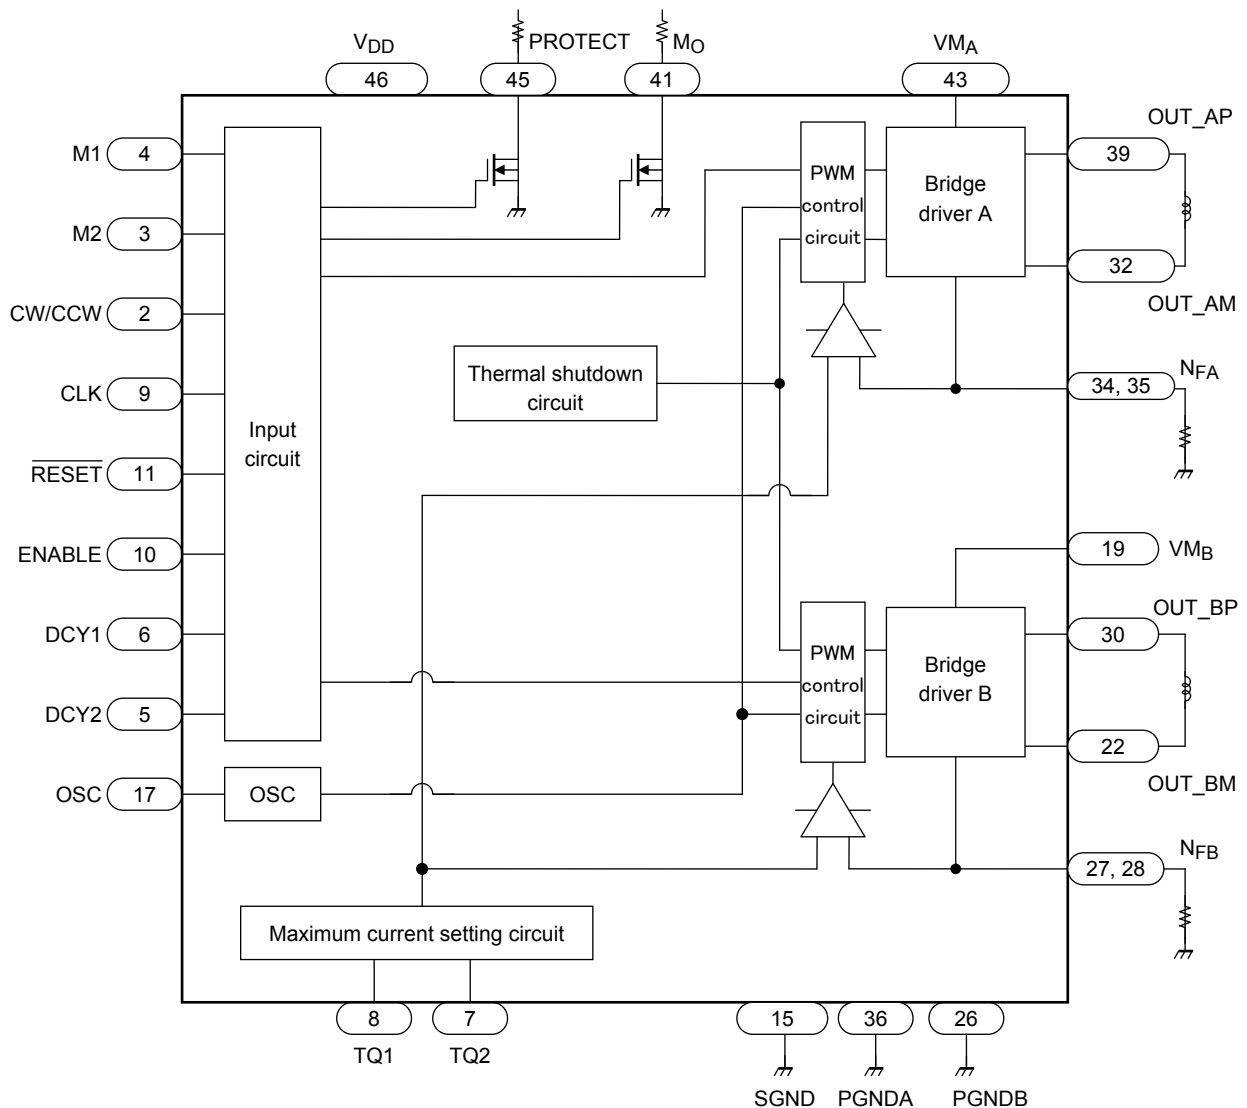 VDD
PROTECT
MO
VMA
46
45
41
43
OUT_AP
M1
4
39
PWM
control
circuit
Bridge
driver A
M2
3
32
OUT_AM
CW/CCW
2
Thermal shutdown
circuit
NFA
34, 35
CLK
9
Input
circuit
RESET
11
ENABLE
10
19
VMB
OUT_BP
DCY1
6
30
PWM
control
circuit
Bridge
driver B
DCY2
5
22
OUT_BM
OSC
17
OSC
NFB
27, 28
Maximum current setting circuit
8
7
15
36
26
TQ1
TQ2
SGND
PGNDA
PGNDB